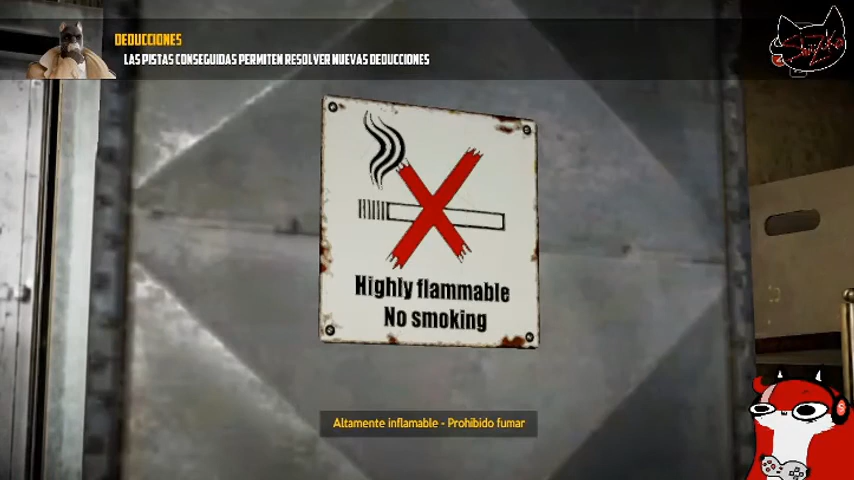 DEDUCCIONES
LAS PISTAS CONSEGUIDAS PERMITEN RESOLVER NUEVAS DEDUCCIONES
Highly flammable
No smoking
Altamente inflamable - Prohibido fumar